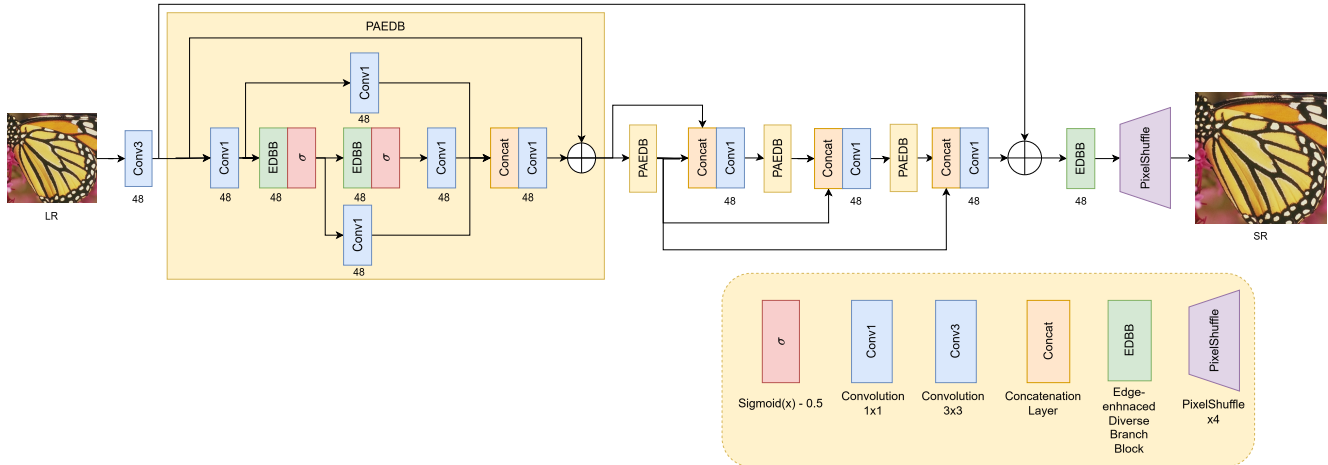 PAEDB
Conv1
48
LR
Conv3
48
Conv1
48
EDBB
σ
48
EDBB
σ
48
Conv1
48
Concat
Conv1
48
Conv1
48
PAEDB
Concat
Conv1
48
PAEDB
Concat
Conv1
48
PAEDB
Concat
Conv1
48
EDBB
48
PixelShuffle
SR
σ
Sigmoid(x) - 0.5
Conv1
Convolution
1x1
Conv3
Convolution
3x3
Concat
Concatenation
Layer
EDBB
Edge-
enhnaced
Diverse
Branch
Block
PixelShuffle
PixelShuffle
x4